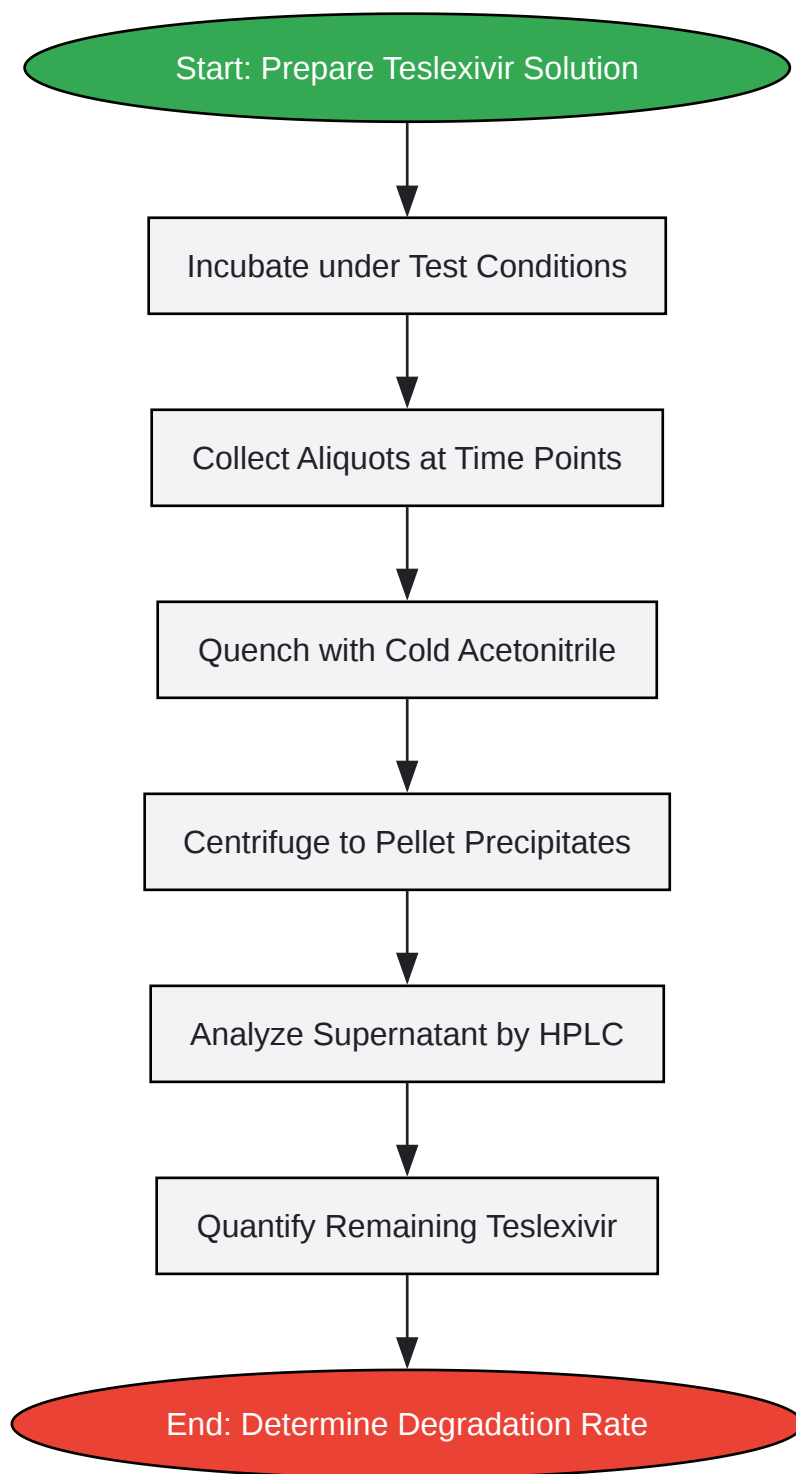 Start: Prepare Teslexivir Solution
Incubate under Test Conditions
Collect Aliquots at Time Points
Quench with Cold Acetonitrile
Centrifuge to Pellet Precipitates
Analyze Supernatant by HPLC
Quantify Remaining Teslexivir
End: Determine Degradation Rate